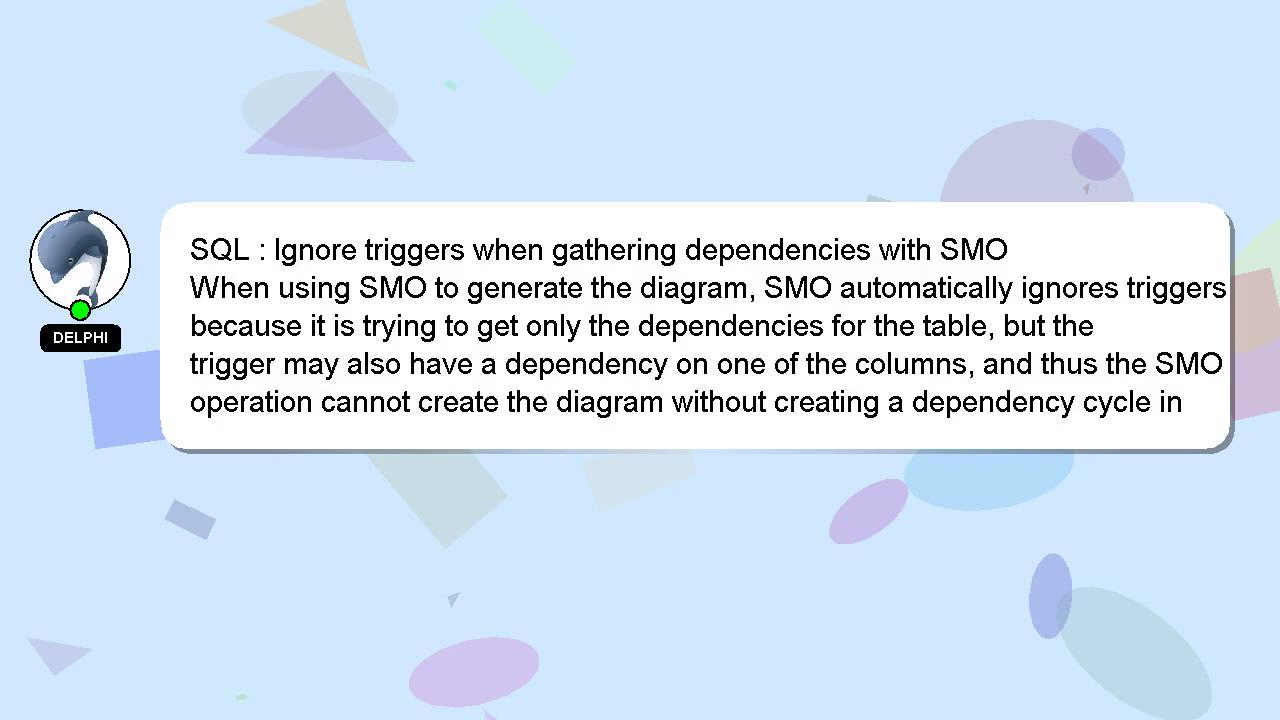 SQL : Ignore triggers when gathering dependencies with SMO
When using SMO to generate the diagram, SMO automatically ignores triggers
because it is trying to get only the dependencies for the table, but the
trigger may also have a dependency on one of the columns, and thus the SMO
operation cannot create the diagram without creating a dependency cycle in
DELPHI